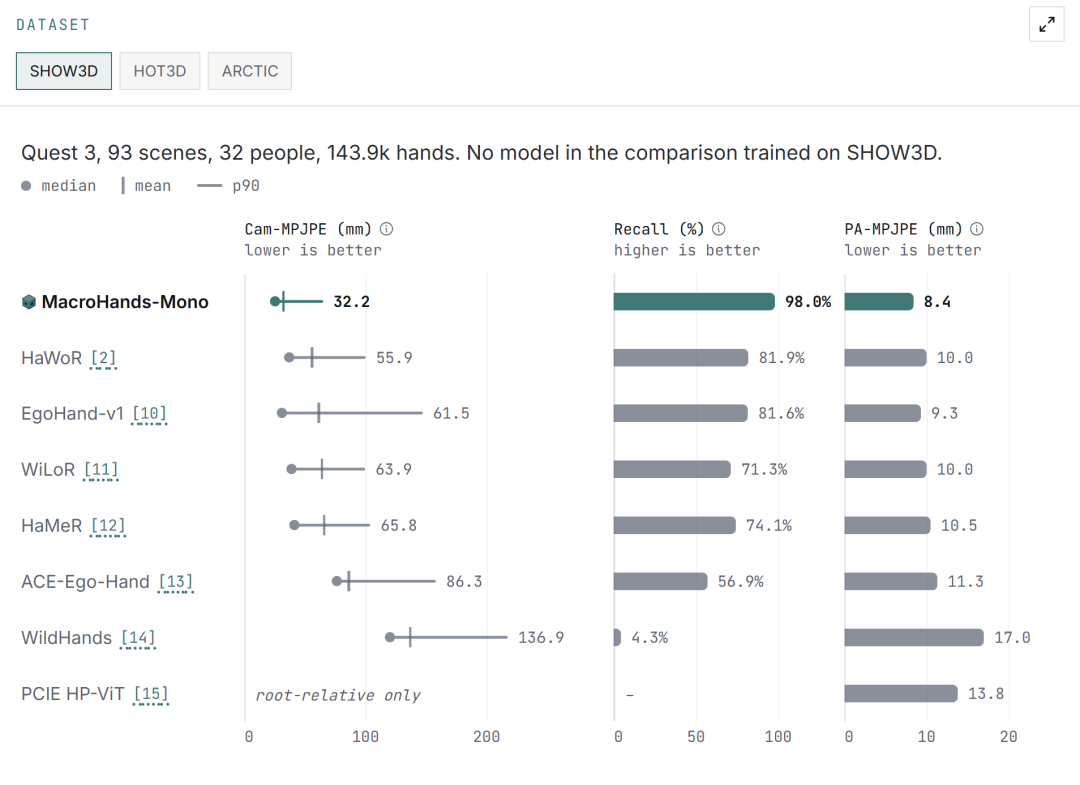 DATASET
SHOW3D HOT3D ARCTIC
Quest 3, 93 scenes, 32 people, 143.9k hands. No model in the comparison trained on SHOW3D.
median mean p90
Cam-MPJPE (mm) Recall (%) PA-MPJPE (mm)
lower is better higher is better lower is better
MacroHands-Mono 32.2 98.0% 8.4
HaWoR [2] 55.9 81.9% 10.0
EgoHand-v1 [10] 61.5 81.6% 9.3
WiLoR [11] 63.9 71.3% 10.0
HaMeR [12] 65.8 74.1% 10.5
ACE-Ego-Hand [13] 86.3 56.9% 11.3
WildHands [14] 136.9 4.3% 17.0
PCIE HP-ViT [15] root-relative only – 13.8
0 100 200 0 50 100 0 10 20